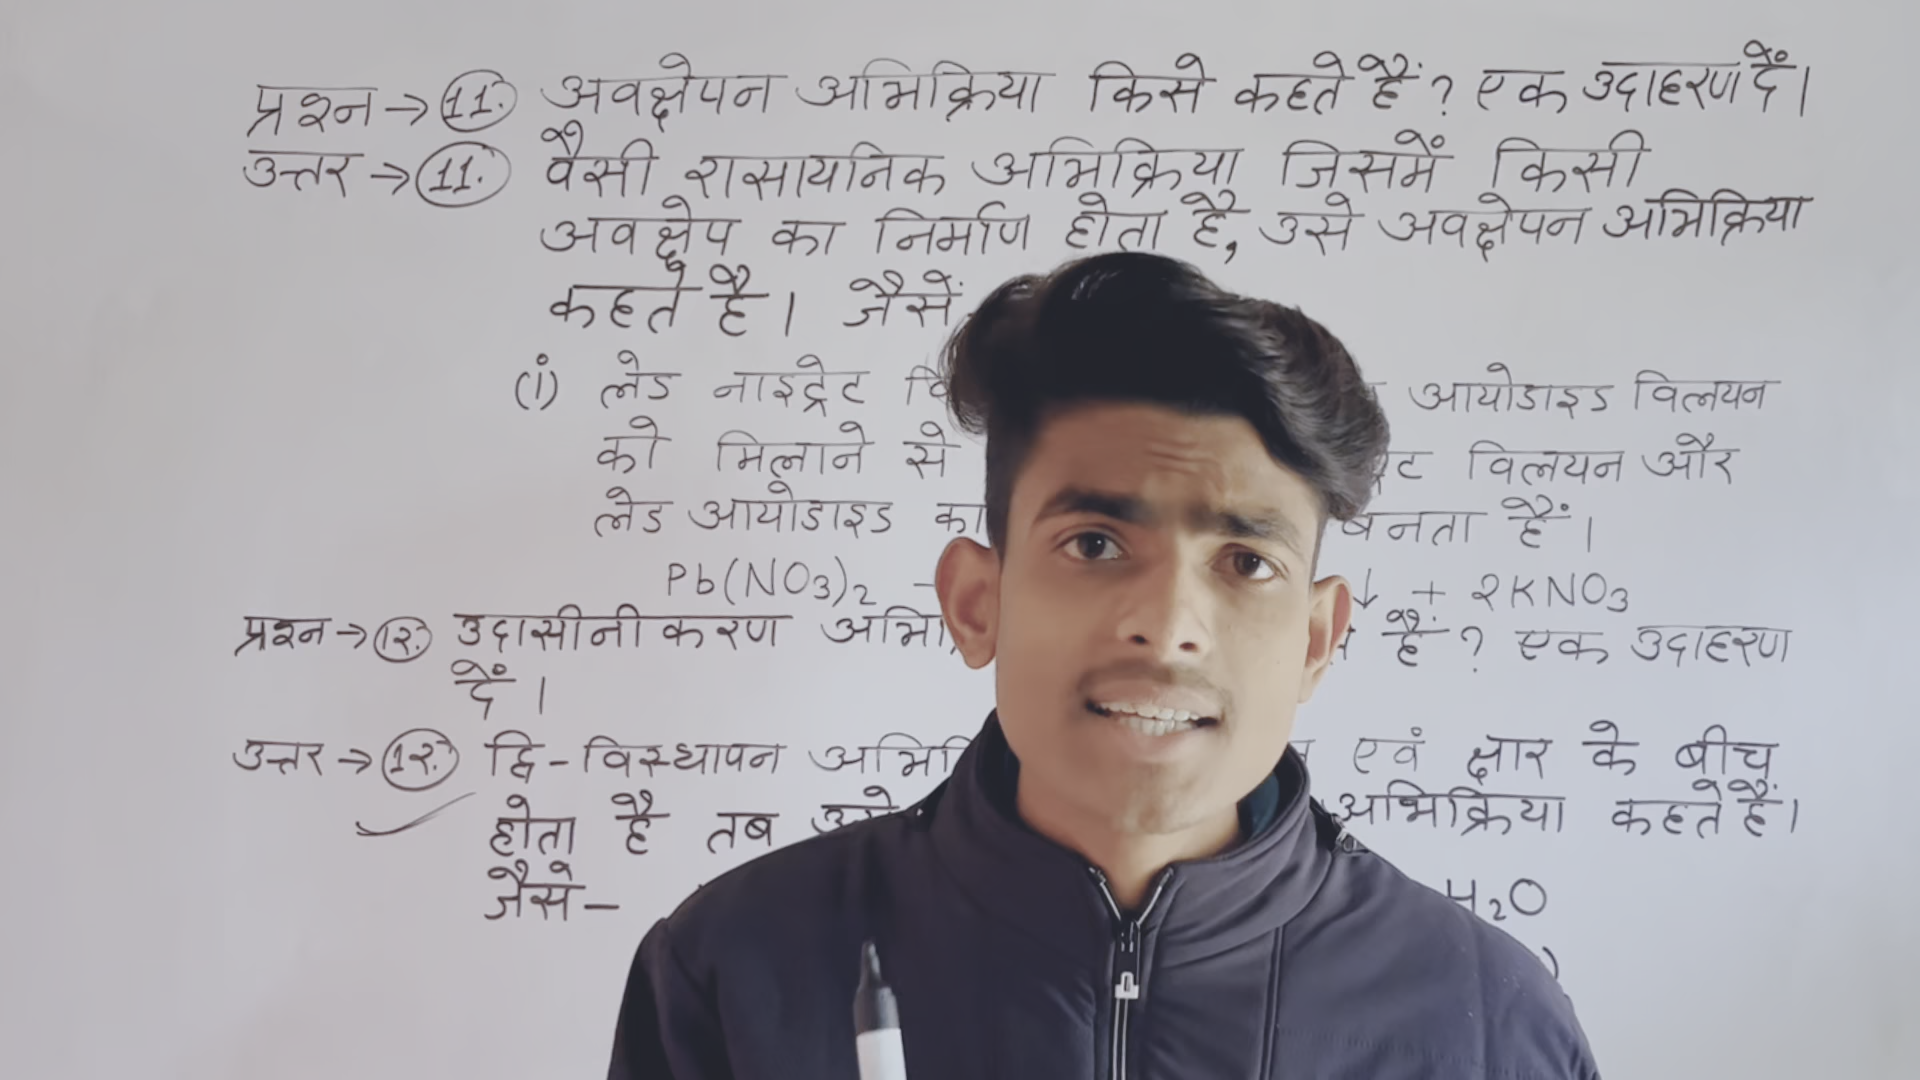 प्रश्न → 11. अवक्षेपन अभिक्रिया किसे कहते हैं? एक उदाहरण दें।
उत्तर → 11. वैसी रासायनिक अभिक्रिया जिसमें किसी
अवक्षेप का निर्माण होता है, उसे अवक्षेपन अभिक्रिया
कहते है। जैसें
(i) लेड नाइट्रेट आयोडाइड विलयन
को मिलाने से विलयन और
लेड आयोडाइड का बनता हैं।
Pb(NO3)2 ↓ + 2KNO3
प्रश्न → 12. उदासीनीकरण हैं? एक उदाहरण
दें।
उत्तर → 12. द्वि-विस्थापन एवं क्षार के बीच
होता है तब अभिक्रिया कहते हैं।
जैसे- H2O